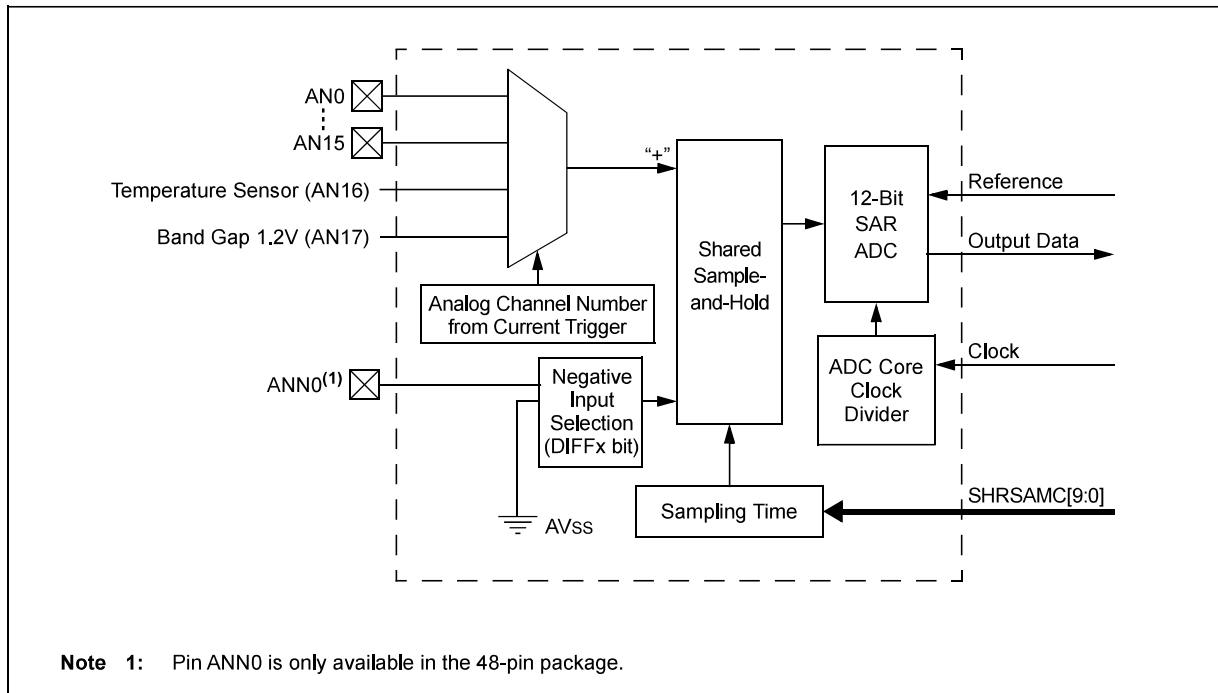 AN0
AN15
Temperature Sensor (AN16)
Band Gap 1.2V (AN17)
Analog Channel Number
from Current Trigger
“+”
Shared
Sample-
and-Hold
12-Bit
SAR
ADC
Reference
Output Data
ADC Core
Clock
Divider
Clock
ANN0(1)
Negative
Input
Selection
(DIFFx bit)
AVSS
Sampling Time
SHRSAMC[9:0]
Note 1: Pin ANN0 is only available in the 48-pin package.